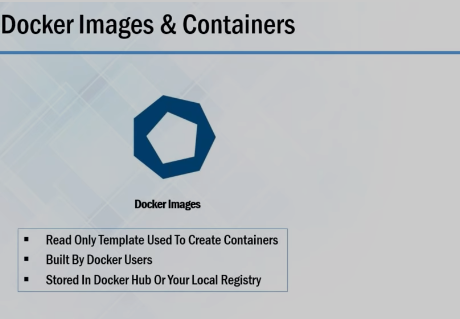 Docker Images & Containers
Docker Images
▪ Read Only Template Used To Create Containers
▪ Built By Docker Users
▪ Stored In Docker Hub Or Your Local Registry